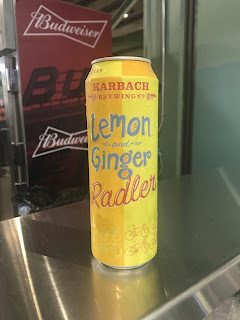 Budweiser
Bu
Budweiser
KARBACH
BREWING CO.
Lemon
and
Ginger
Radler